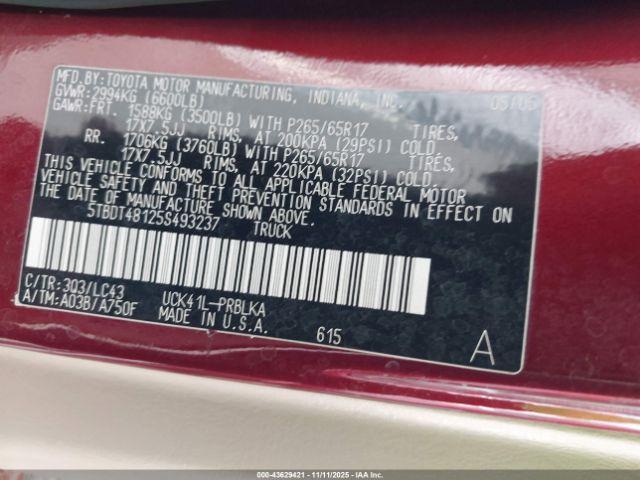 MFD.BY:TOYOTA MOTOR MANUFACTURING, INDIANA, INC. 05/05
GVWR:2994KG (6600LB)
GAWR:FRT. 1588KG (3500LB) WITH P265/65R17 TIRES,
17X7.5JJ RIMS, AT 200KPA (29PSI) COLD
RR. 1706KG (3760LB) WITH P265/65R17 TIRES,
17X7.5JJ RIMS, AT 220KPA (32PSI) COLD
THIS VEHICLE CONFORMS TO ALL APPLICABLE FEDERAL MOTOR
VEHICLE SAFETY AND THEFT PREVENTION STANDARDS IN EFFECT ON
THE DATE OF MANUFACTURE SHOWN ABOVE.
5TBDT48125S493237 TRUCK
C/TR:3Q3/LC43 UCK41L-PRBLKA
A/TM:A03B/A750F MADE IN U.S.A. 615
A
000-43629421 - 11/11/2025 - IAA Inc.